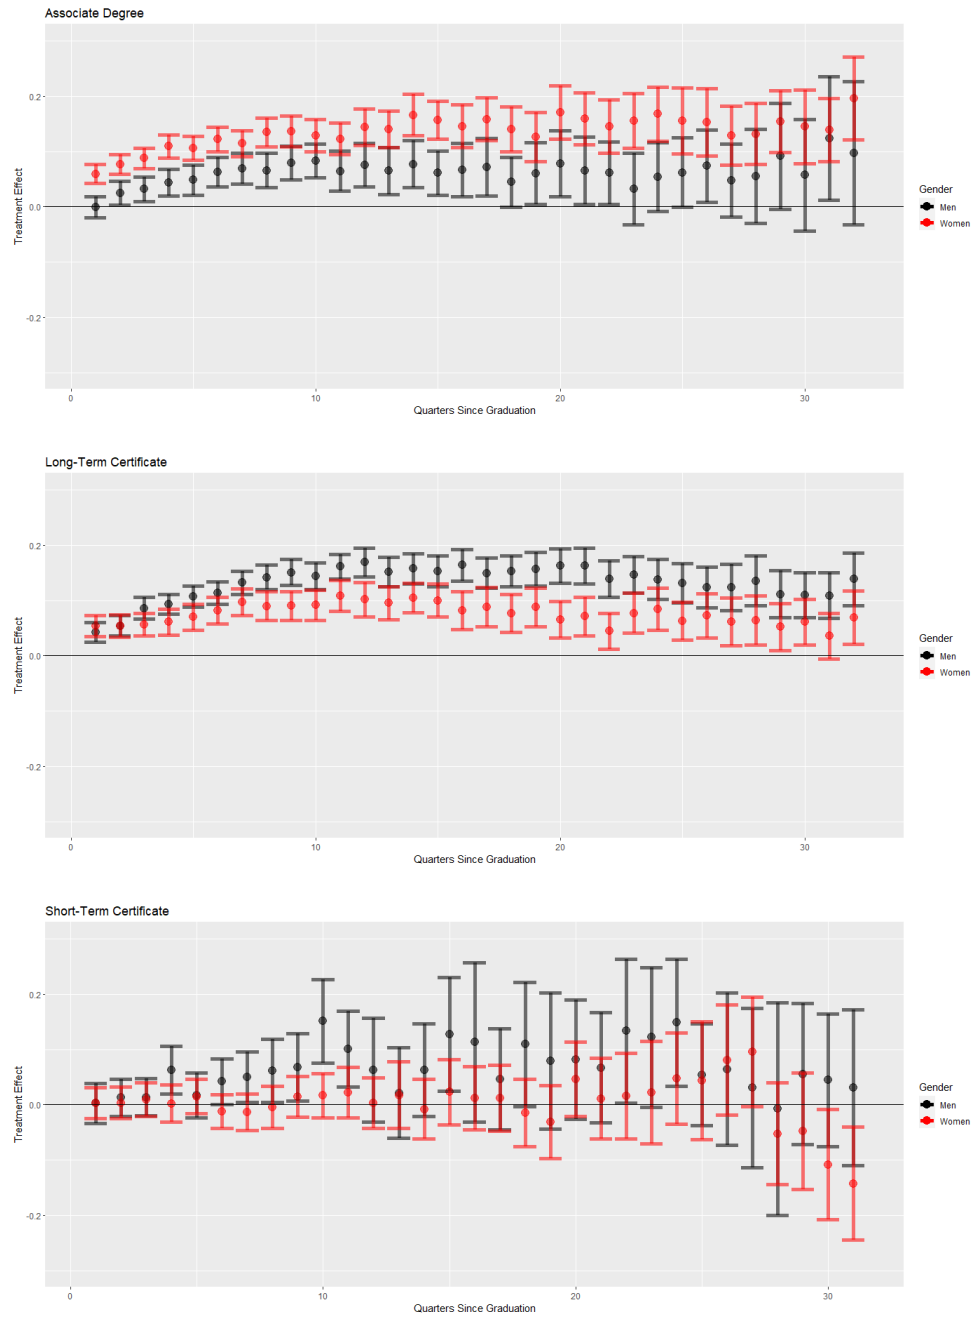 Associate Degree
0.2
0.0
-0.2
Treatment Effect
0 10 20 30
Quarters Since Graduation
Gender
Men
Women
Long-Term Certificate
0.2
0.0
-0.2
Treatment Effect
0 10 20 30
Quarters Since Graduation
Gender
Men
Women
Short-Term Certificate
0.2
0.0
-0.2
Treatment Effect
0 10 20 30
Quarters Since Graduation
Gender
Men
Women